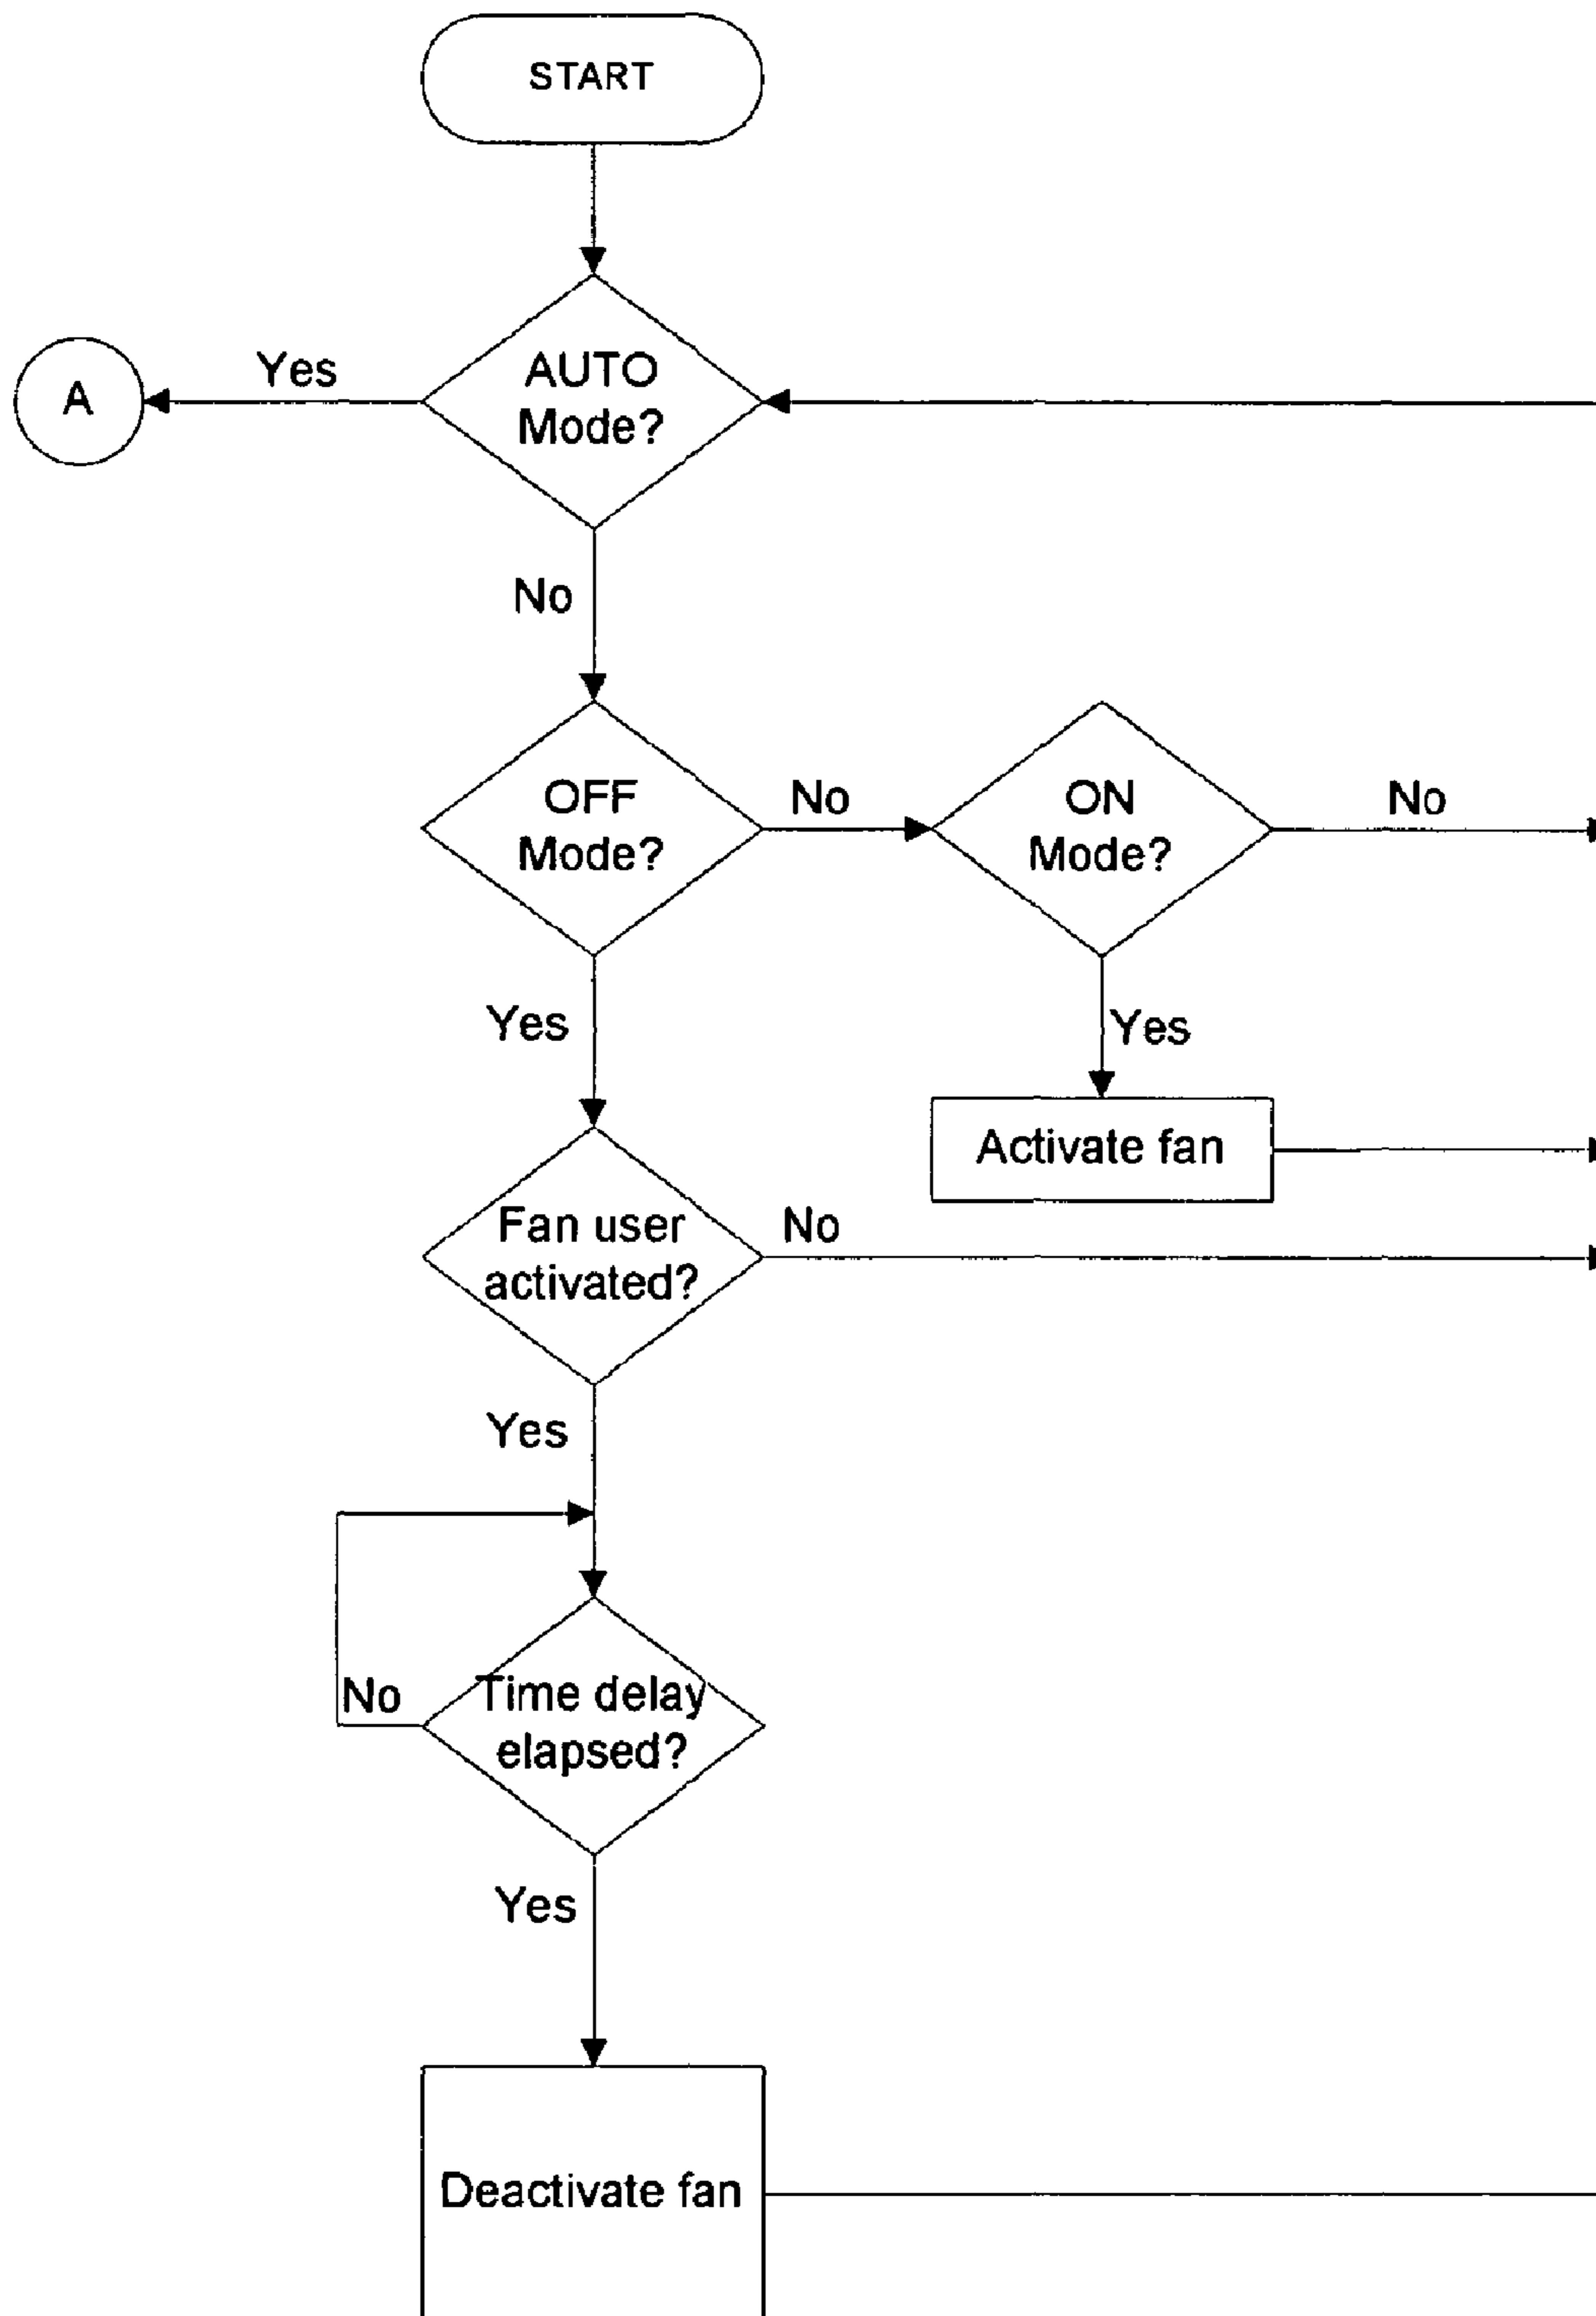 START
Yes
A
AUTO
Mode?
No
OFF
Mode?
No
ON
Mode?
No
Yes
Yes
Activate fan
Fan user
activated?
No
Yes
No
Time delay
elapsed?
Yes
Deactivate fan